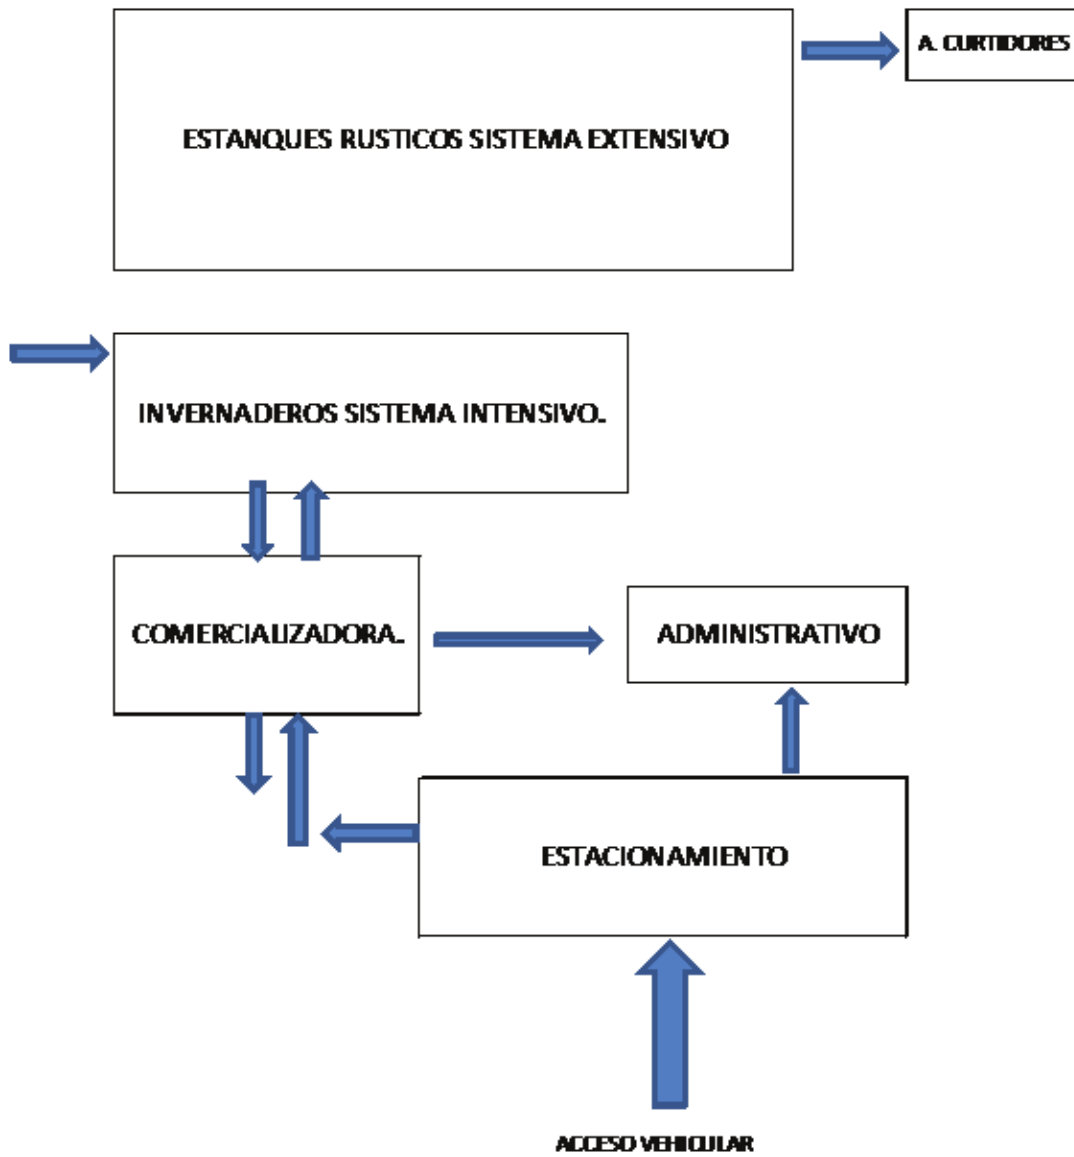 A. CURTIDORES
ESTANQUES RUSTICOS SISTEMA EXTENSIVO
INVERNADEROS SISTEMA INTENSIVO.
COMERCIALIZADORA.
ADMINISTRATIVO
ESTACIONAMIENTO
ACCESO VEHICULAR